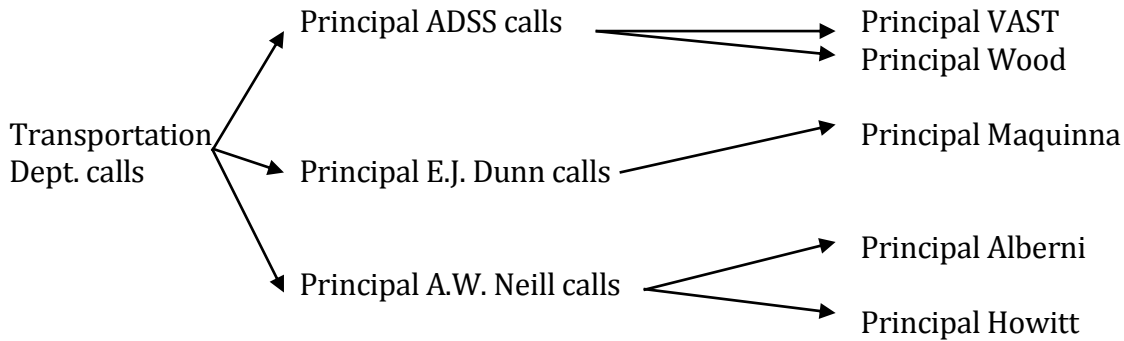 Principal ADSS calls
Principal VAST
Principal Wood
Transportation
Dept. calls
Principal E.J. Dunn calls
Principal Maquinna
Principal A.W. Neill calls
Principal Alberni
Principal Howitt